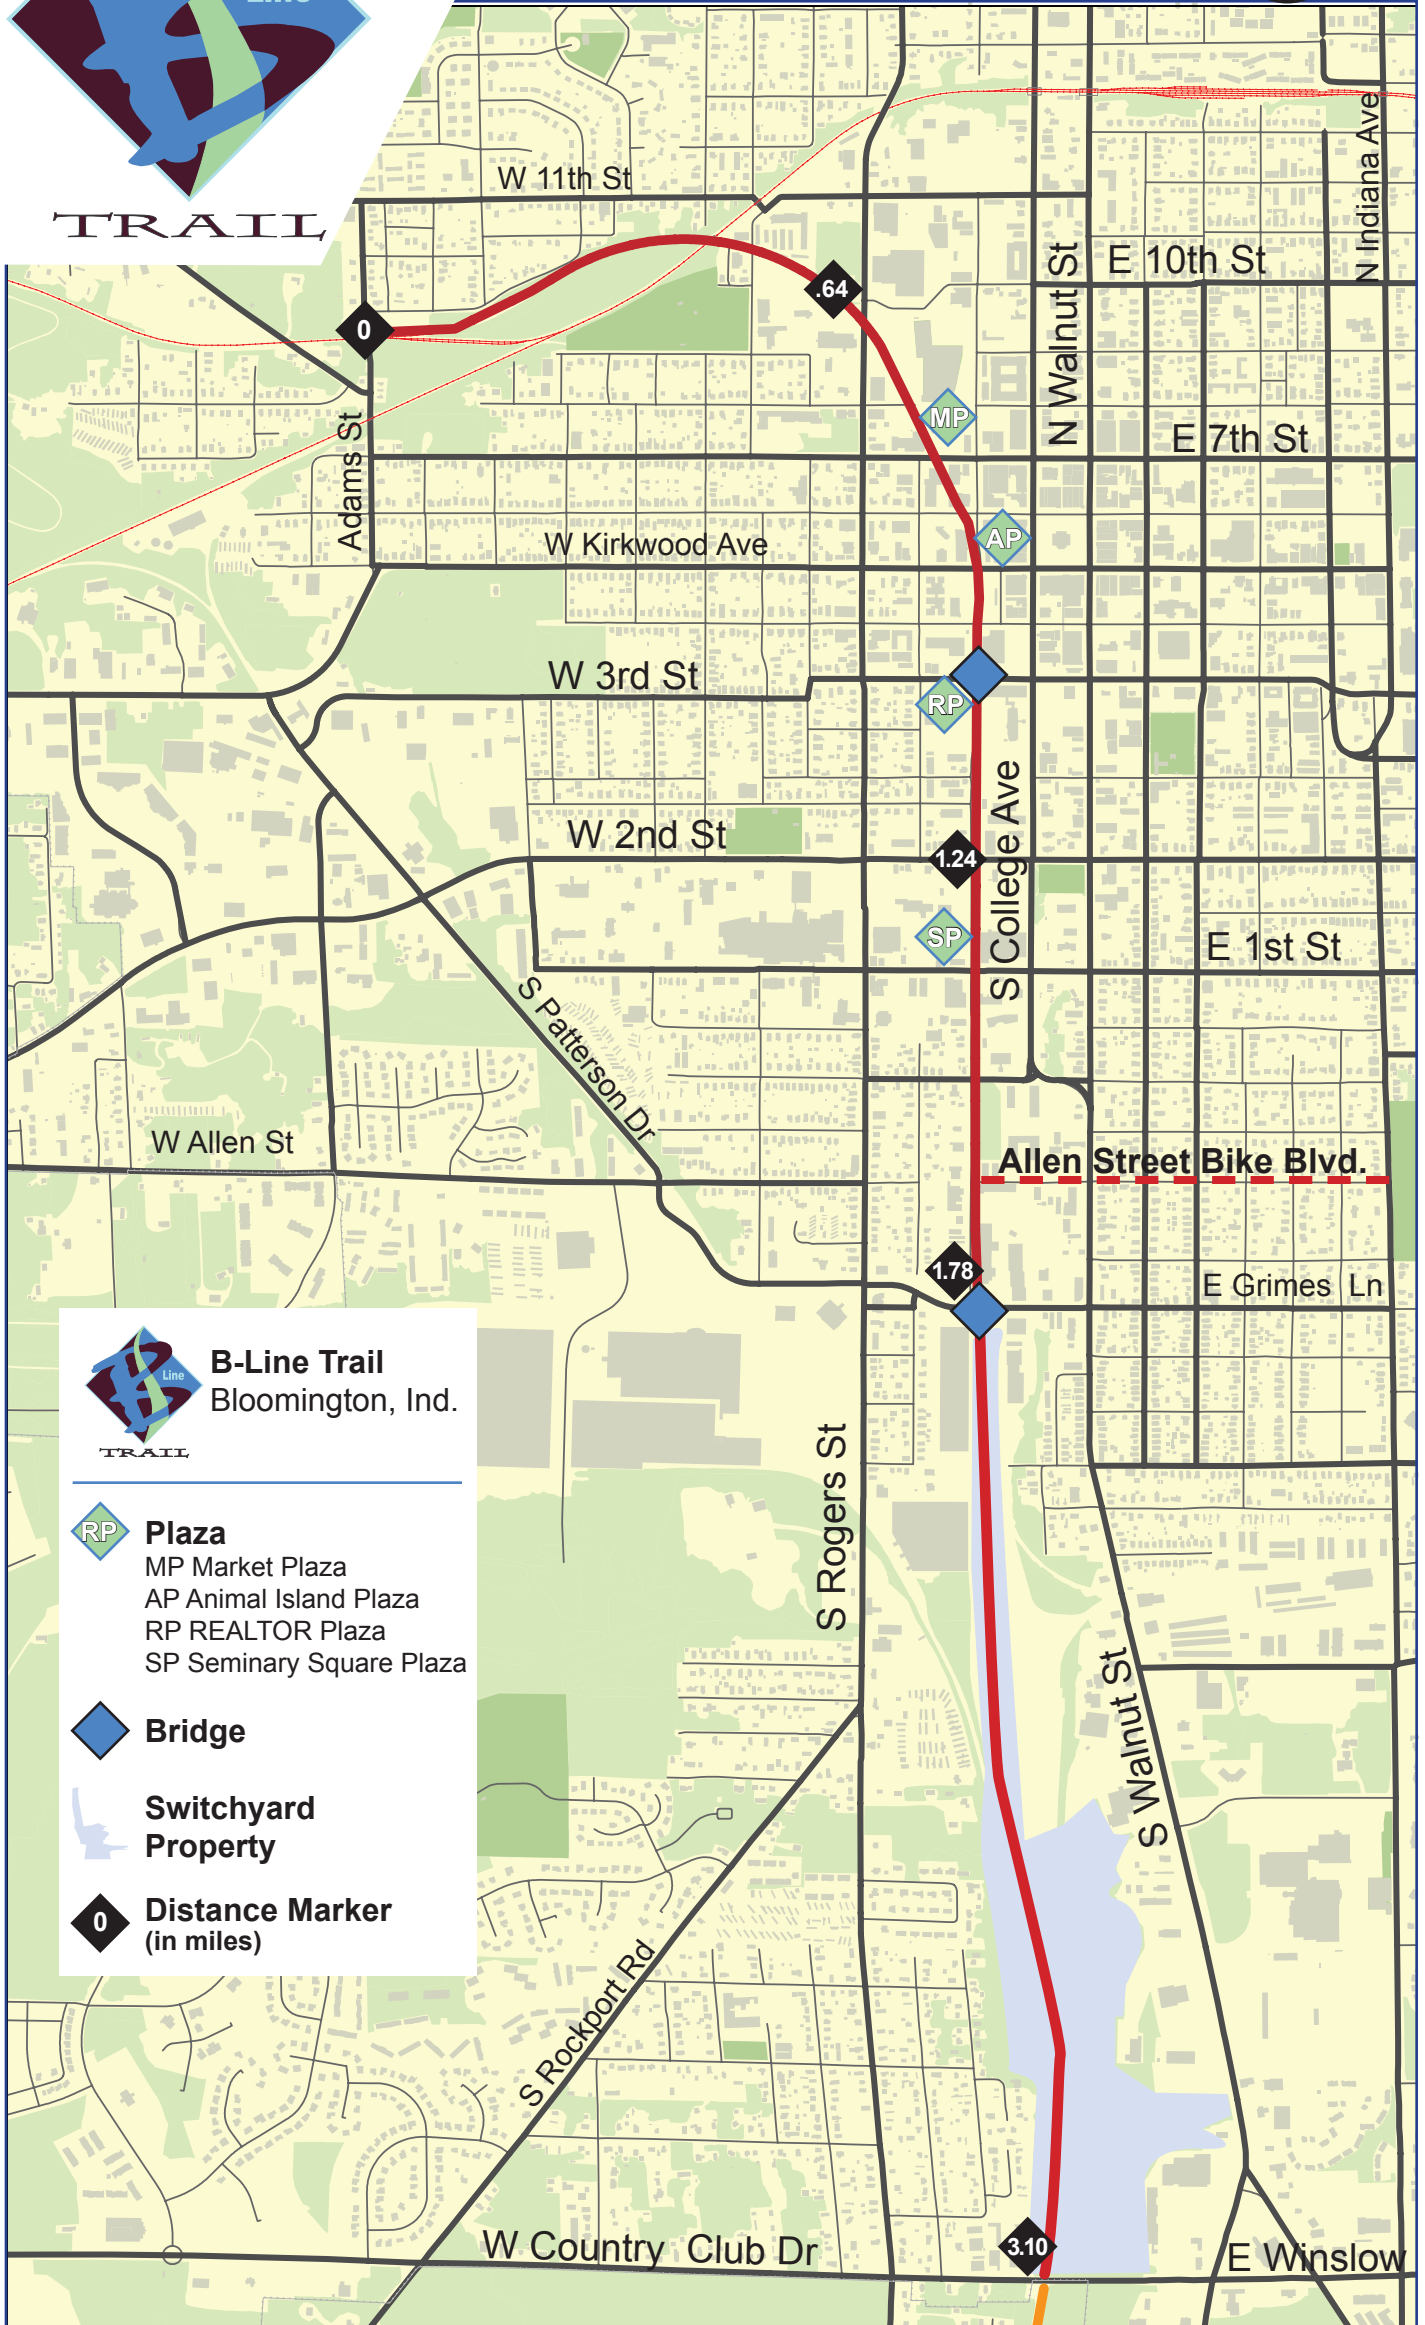 Line
TRAIL
W 11th St
N Indiana Ave
N Walnut St
E 10th St
.64
0
MP
E 7th St
Adams St
AP
W Kirkwood Ave
W 3rd St
RP
S College Ave
W 2nd St
1.24
SP
E 1st St
S Patterson Dr
W Allen St
Allen Street Bike Blvd.
1.78
E Grimes Ln
Line
TRAIL
B-Line Trail
Bloomington, Ind.
S Rogers St
RP
Plaza
MP Market Plaza
AP Animal Island Plaza
RP REALTOR Plaza
SP Seminary Square Plaza
S Walnut St
Bridge
Switchyard
Property
0
Distance Marker
(in miles)
S Rockport Rd
W Country Club Dr
3.10
E Winslow